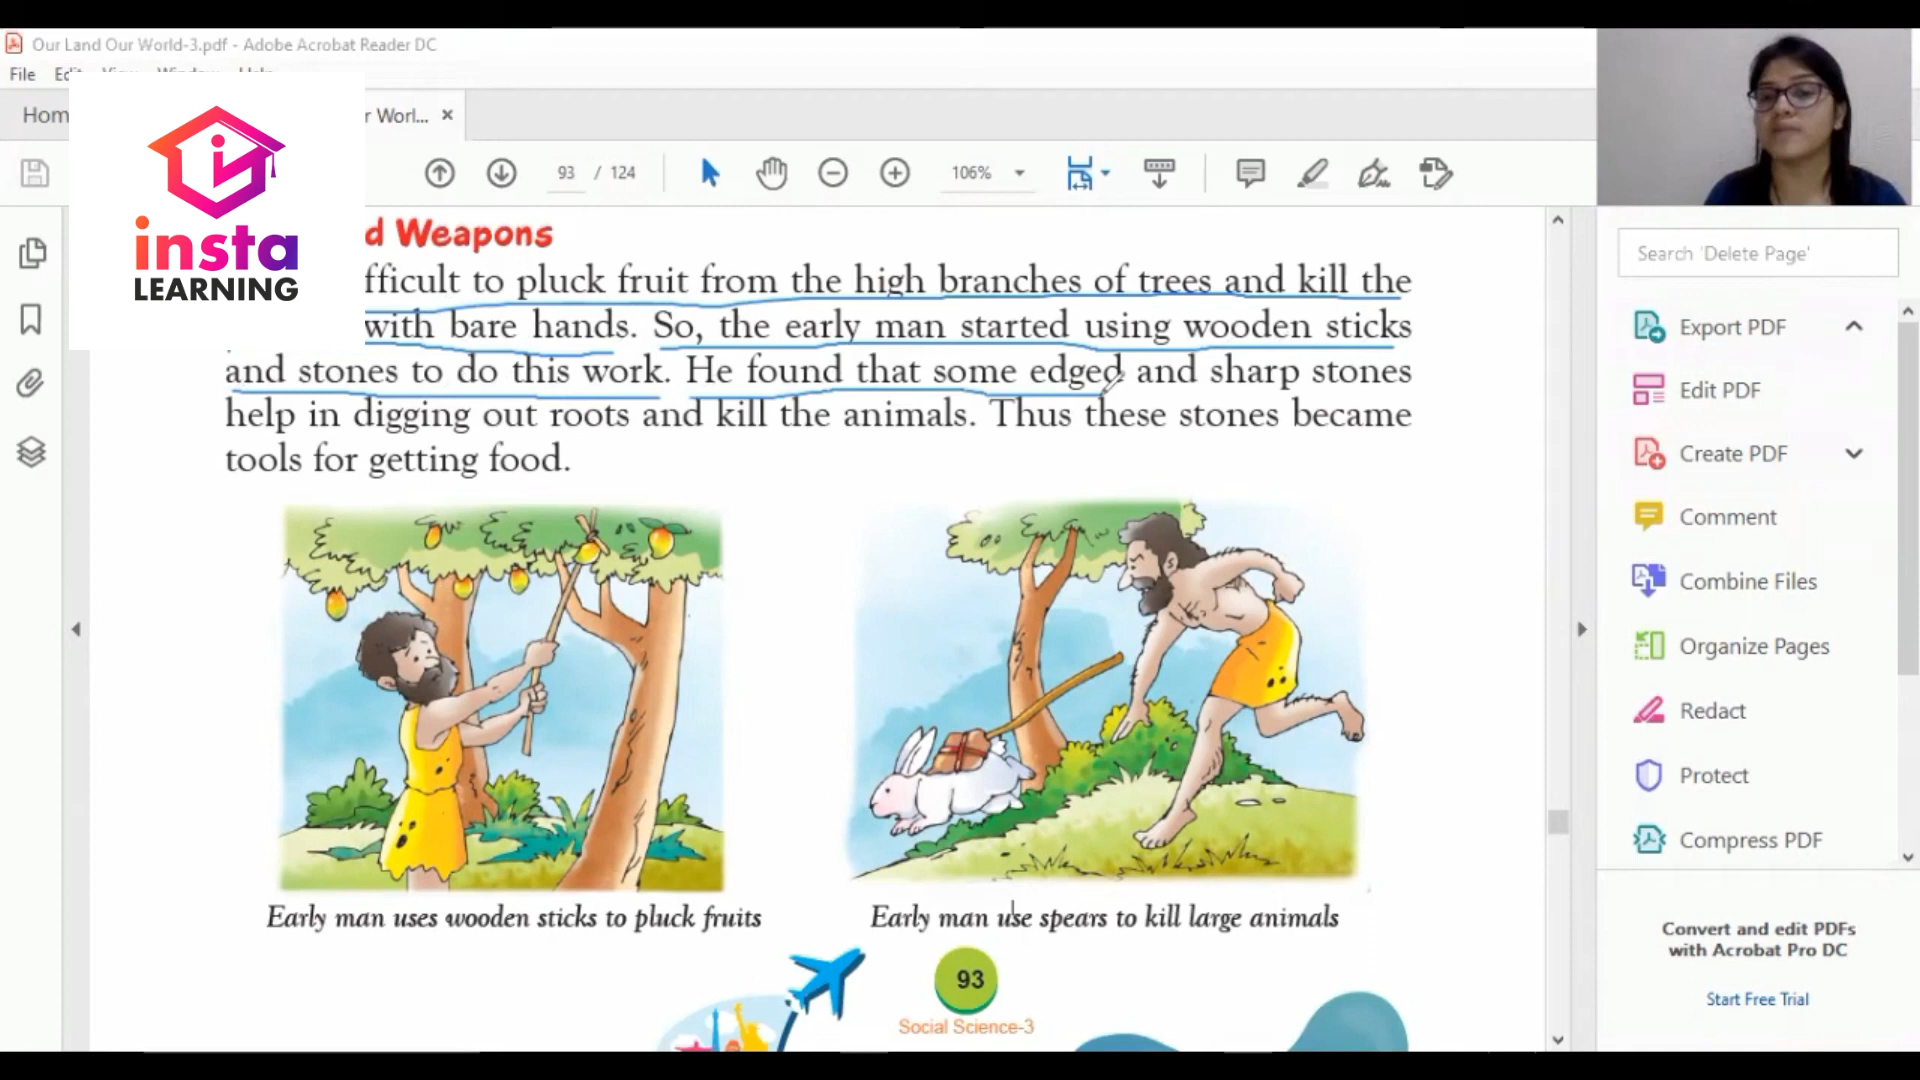 Our Land Our World-3.pdf - Adobe Acrobat Reader DC
File
Hom
r Worl... ×
93 / 124
106%
Search 'Delete Page'
insta
LEARNING
d Weapons
fficult to pluck fruit from the high branches of trees and kill the
with bare hands. So, the early man started using wooden sticks
and stones to do this work. He found that some edged and sharp stones
help in digging out roots and kill the animals. Thus these stones became
tools for getting food.
Early man uses wooden sticks to pluck fruits
Early man use spears to kill large animals
93
Social Science-3
Export PDF
Edit PDF
Create PDF
Comment
Combine Files
Organize Pages
Redact
Protect
Compress PDF
Convert and edit PDFs
with Acrobat Pro DC
Start Free Trial